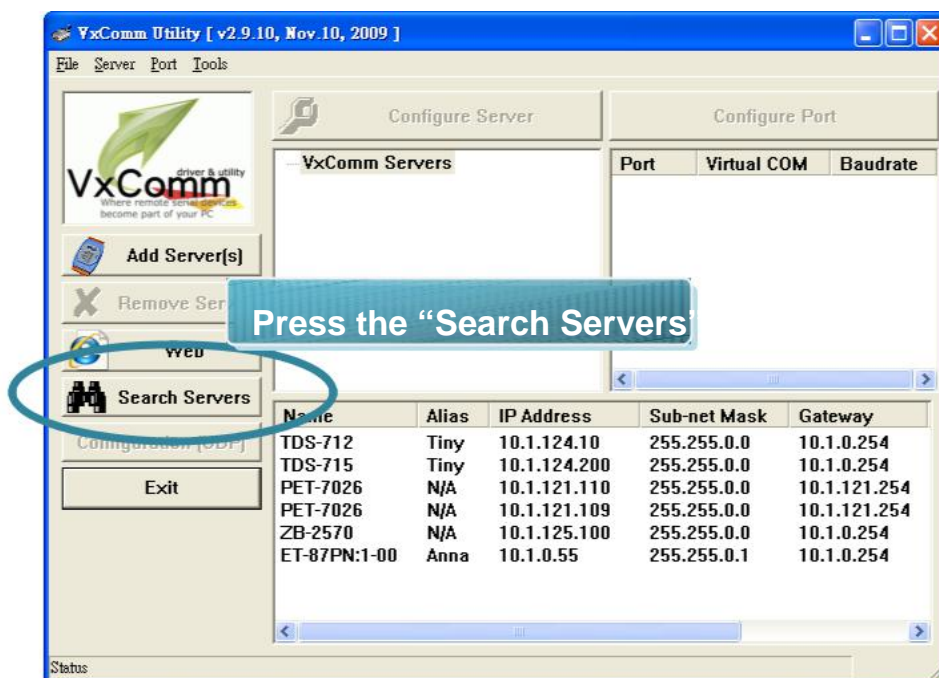 VxComm Utility [ v2.9.10, Nov.10, 2009 ]
File Server Port Tools
VxComm
driver & utility
Where remote serial devices
become part of your PC
Configure Server
Configure Port
VxComm Servers
Port Virtual COM Baudrate
Add Server(s)
Remove Ser
Press the “Search Servers”
Web
Search Servers
Configuration (UDP)
Exit
Name Alias IP Address Sub-net Mask Gateway
TDS-712 Tiny 10.1.124.10 255.255.0.0 10.1.0.254
TDS-715 Tiny 10.1.124.200 255.255.0.0 10.1.0.254
PET-7026 N/A 10.1.121.110 255.255.0.0 10.1.121.254
PET-7026 N/A 10.1.121.109 255.255.0.0 10.1.121.254
ZB-2570 N/A 10.1.125.100 255.255.0.0 10.1.0.254
ET-87PN:1-00 Anna 10.1.0.55 255.255.0.1 10.1.0.254
Status